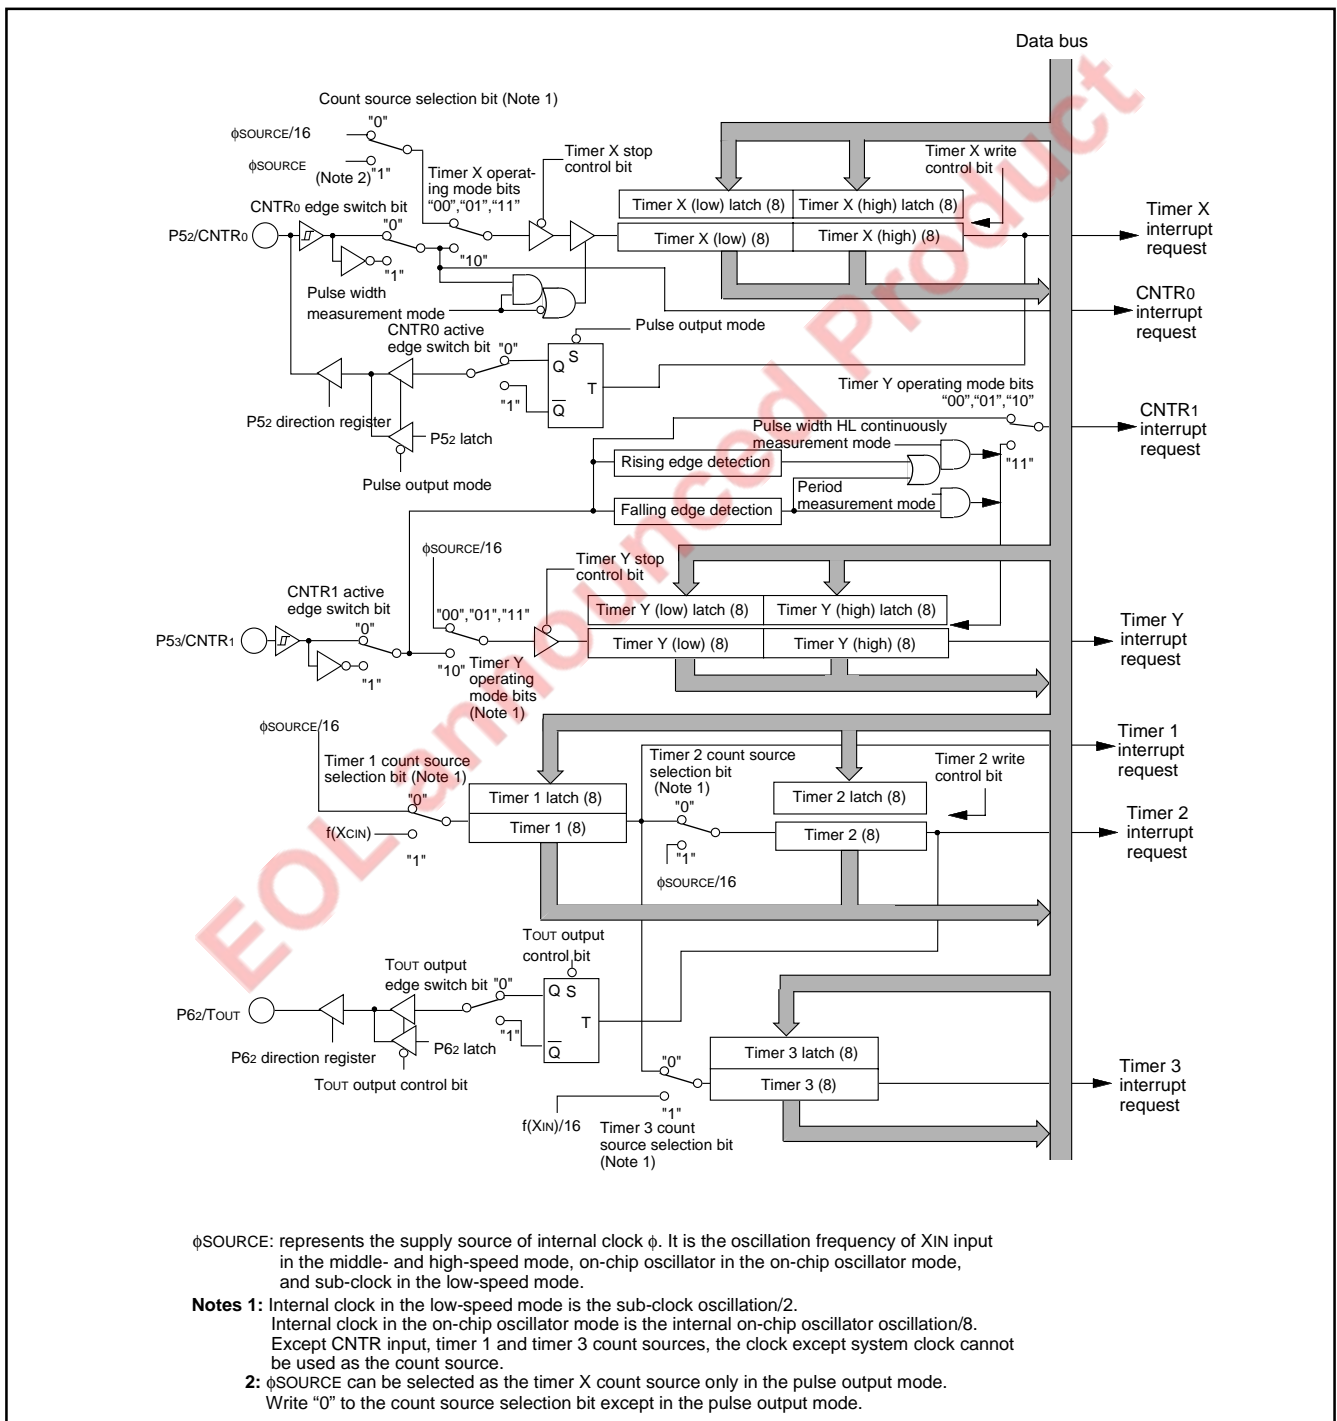 Data bus
Count source selection bit (Note 1)
"0"
φSOURCE/16
φSOURCE
(Note 2)
"1"
Timer X operat-
ing mode bits
“00”,“01”,“11”
Timer X stop
control bit
Timer X write
control bit
Timer X (low) latch (8)
Timer X (high) latch (8)
Timer X (low) (8)
Timer X (high) (8)
Timer X
interrupt
request
CNTR0 edge switch bit
P52/CNTR0
"0"
"1"
"10"
Pulse width
measurement mode
CNTR0
interrupt
request
CNTR0 active
edge switch bit
"0"
"1"
Q
S
T
Q
Pulse output mode
P52 direction register
P52 latch
Pulse output mode
Timer Y operating mode bits
“00”,“01”,“10”
CNTR1
interrupt
request
Pulse width HL continuously
measurement mode
"11"
Rising edge detection
Period
measurement mode
Falling edge detection
φSOURCE/16
Timer Y stop
control bit
CNTR1 active
edge switch bit
"00","01","11"
P53/CNTR1
"0"
"1"
"10"
Timer Y
operating
mode bits
(Note 1)
Timer Y (low) latch (8)
Timer Y (high) latch (8)
Timer Y (low) (8)
Timer Y (high) (8)
Timer Y
interrupt
request
φSOURCE/16
Timer 1 count source
selection bit (Note 1)
"0"
f(XCIN)
"1"
Timer 1 latch (8)
Timer 1 (8)
Timer 2 count source
selection bit
(Note 1)
"0"
"1"
φSOURCE/16
Timer 2 latch (8)
Timer 2 (8)
Timer 2 write
control bit
Timer 1
interrupt
request
Timer 2
interrupt
request
TOUT output
control bit
TOUT output
edge switch bit
"0"
"1"
Q
S
T
Q
P62/TOUT
P62 direction register
P62 latch
TOUT output control bit
"0"
"1"
f(XIN)/16
Timer 3 count
source selection bit
(Note 1)
Timer 3 latch (8)
Timer 3 (8)
Timer 3
interrupt
request
EOL announced Product
φSOURCE: represents the supply source of internal clock φ. It is the oscillation frequency of XIN input
in the middle- and high-speed mode, on-chip oscillator in the on-chip oscillator mode,
and sub-clock in the low-speed mode.
Notes 1: Internal clock in the low-speed mode is the sub-clock oscillation/2.
Internal clock in the on-chip oscillator mode is the internal on-chip oscillator oscillation/8.
Except CNTR input, timer 1 and timer 3 count sources, the clock except system clock cannot
be used as the count source.
2: φSOURCE can be selected as the timer X count source only in the pulse output mode.
Write “0” to the count source selection bit except in the pulse output mode.